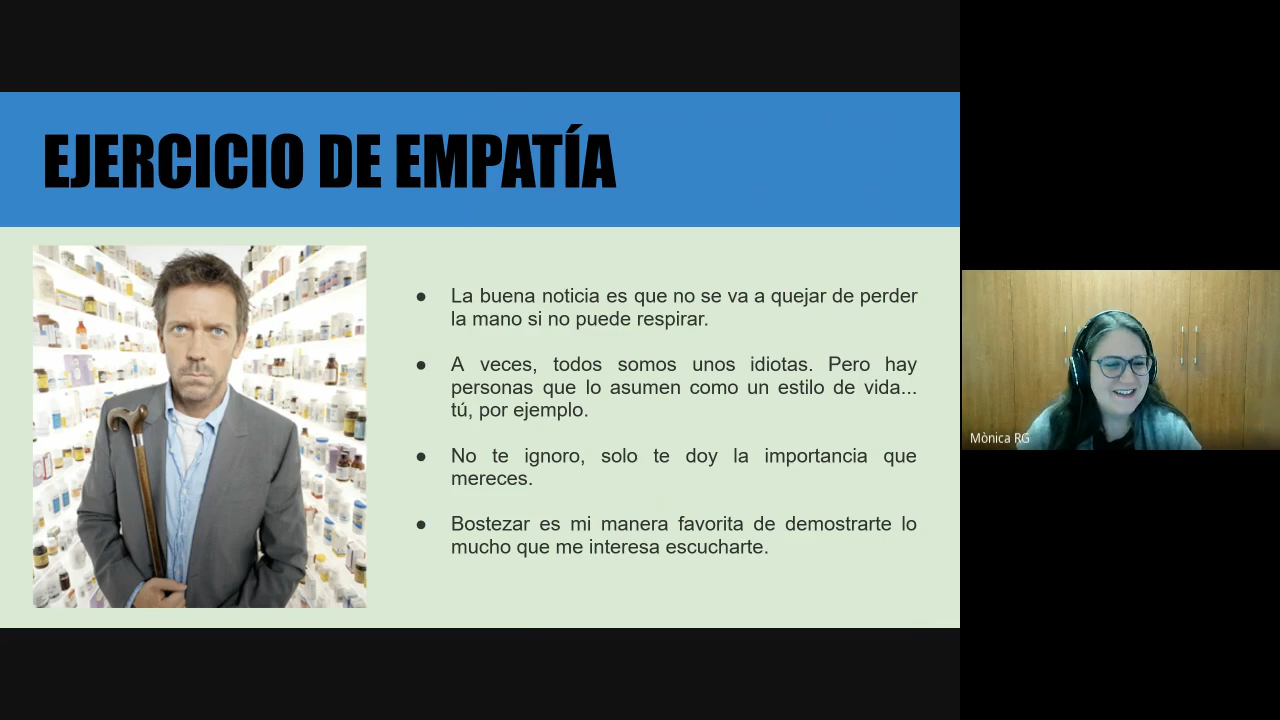 EJERCICIO DE EMPATÍA
● La buena noticia es que no se va a quejar de perder
la mano si no puede respirar.
● A veces, todos somos unos idiotas. Pero hay
personas que lo asumen como un estilo de vida...
tú, por ejemplo.
● No te ignoro, solo te doy la importancia que
mereces.
● Bostezar es mi manera favorita de demostrarte lo
mucho que me interesa escucharte.
Mònica RG